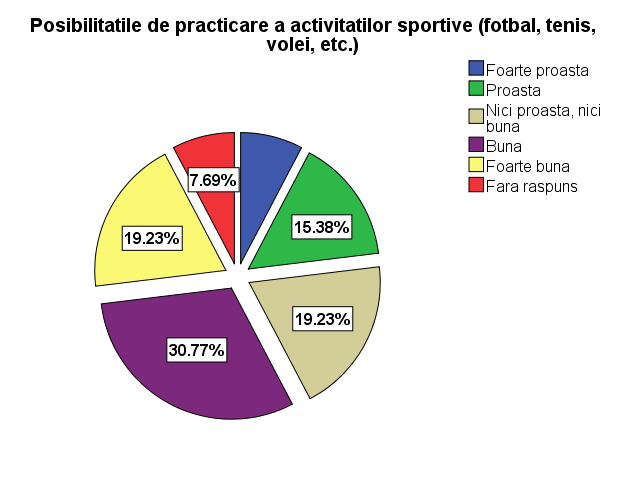 Posibilitatile de practicare a activitatilor sportive (fotbal, tenis,
volei, etc.)
Foarte proasta
Proasta
Nici proasta, nici
buna
Buna
Foarte buna
Fara raspuns
7.69%
15.38%
19.23%
19.23%
30.77%